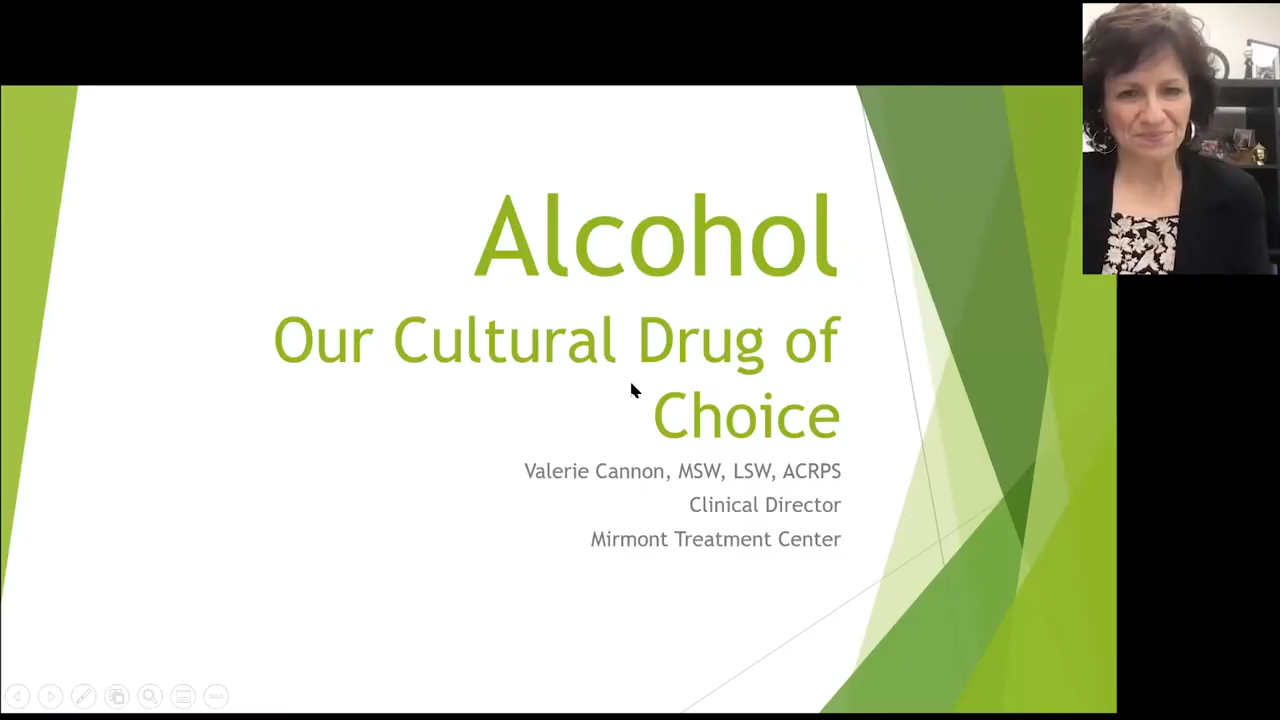 Alcohol
Our Cultural Drug of
Choice
Valerie Cannon, MSW, LSW, ACRPS
Clinical Director
Mirmont Treatment Center